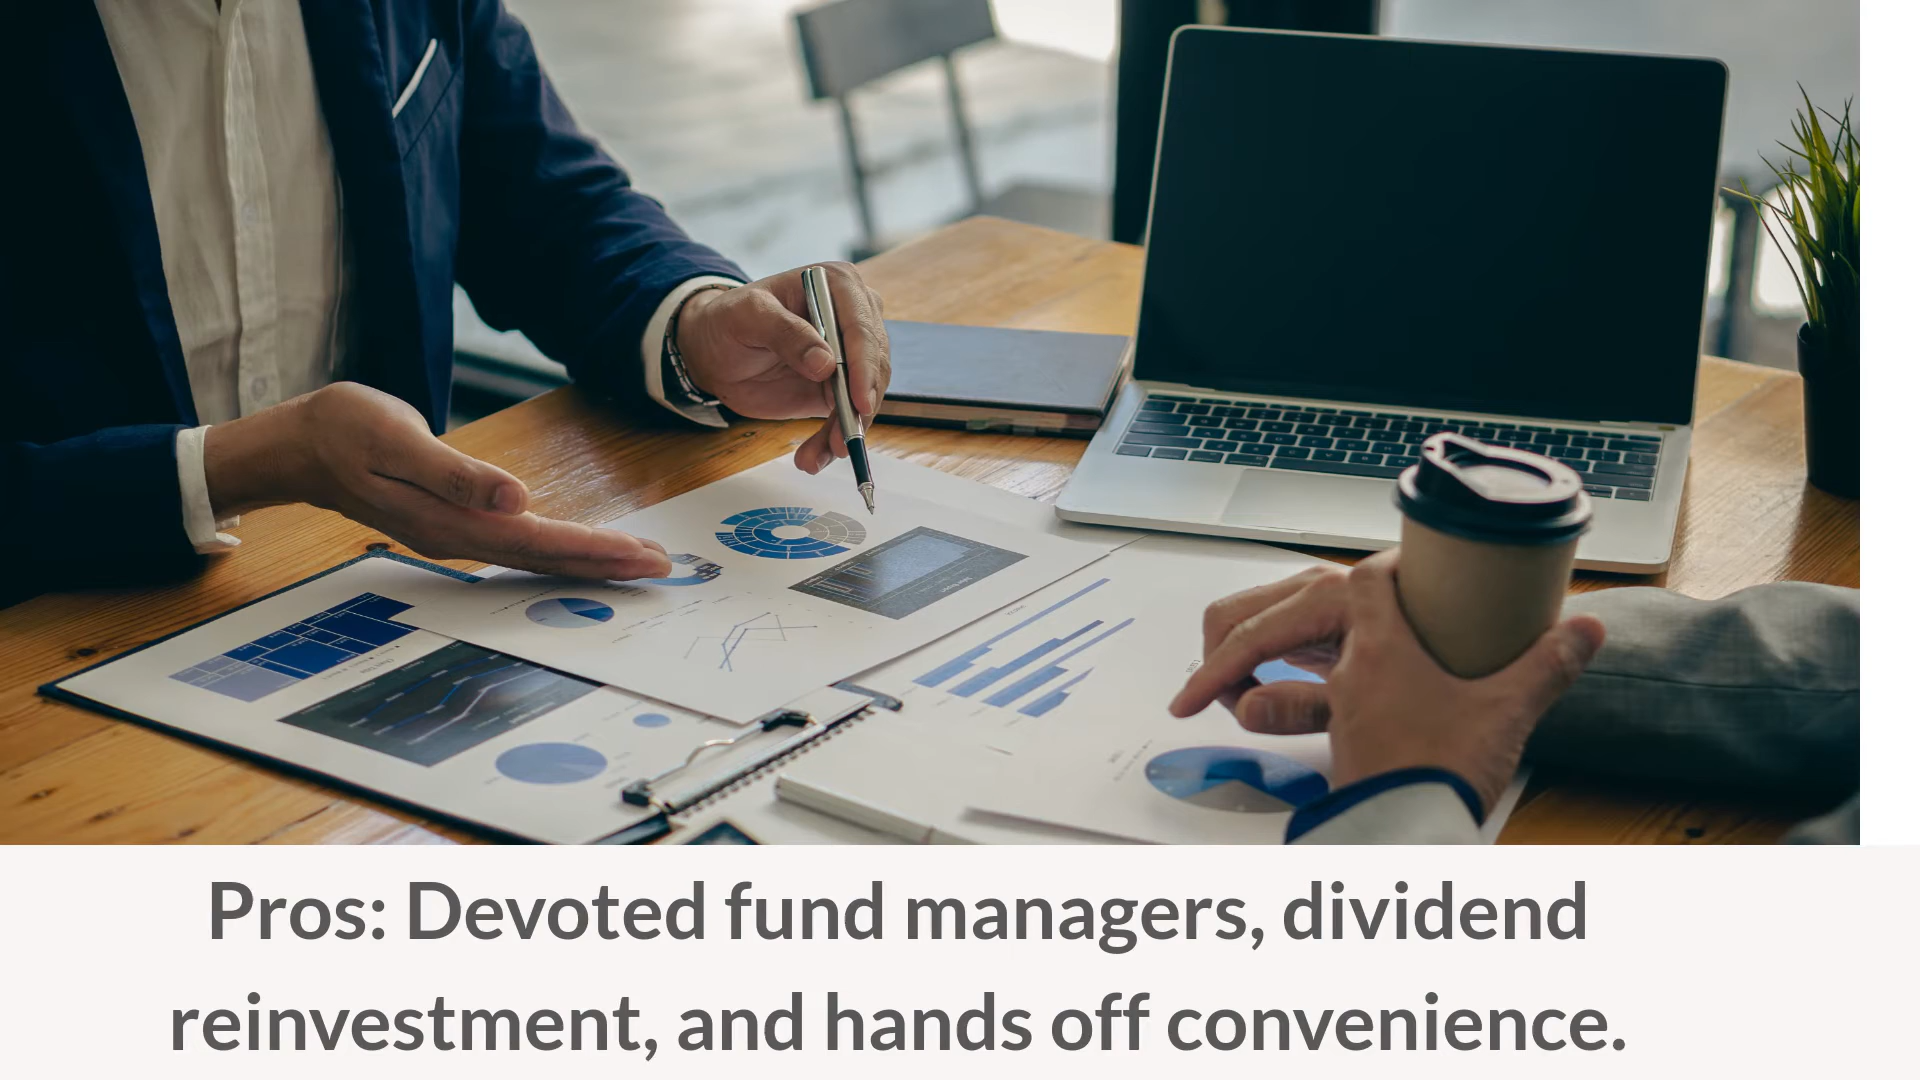 Pros: Devoted fund managers, dividend
reinvestment, and hands off convenience.